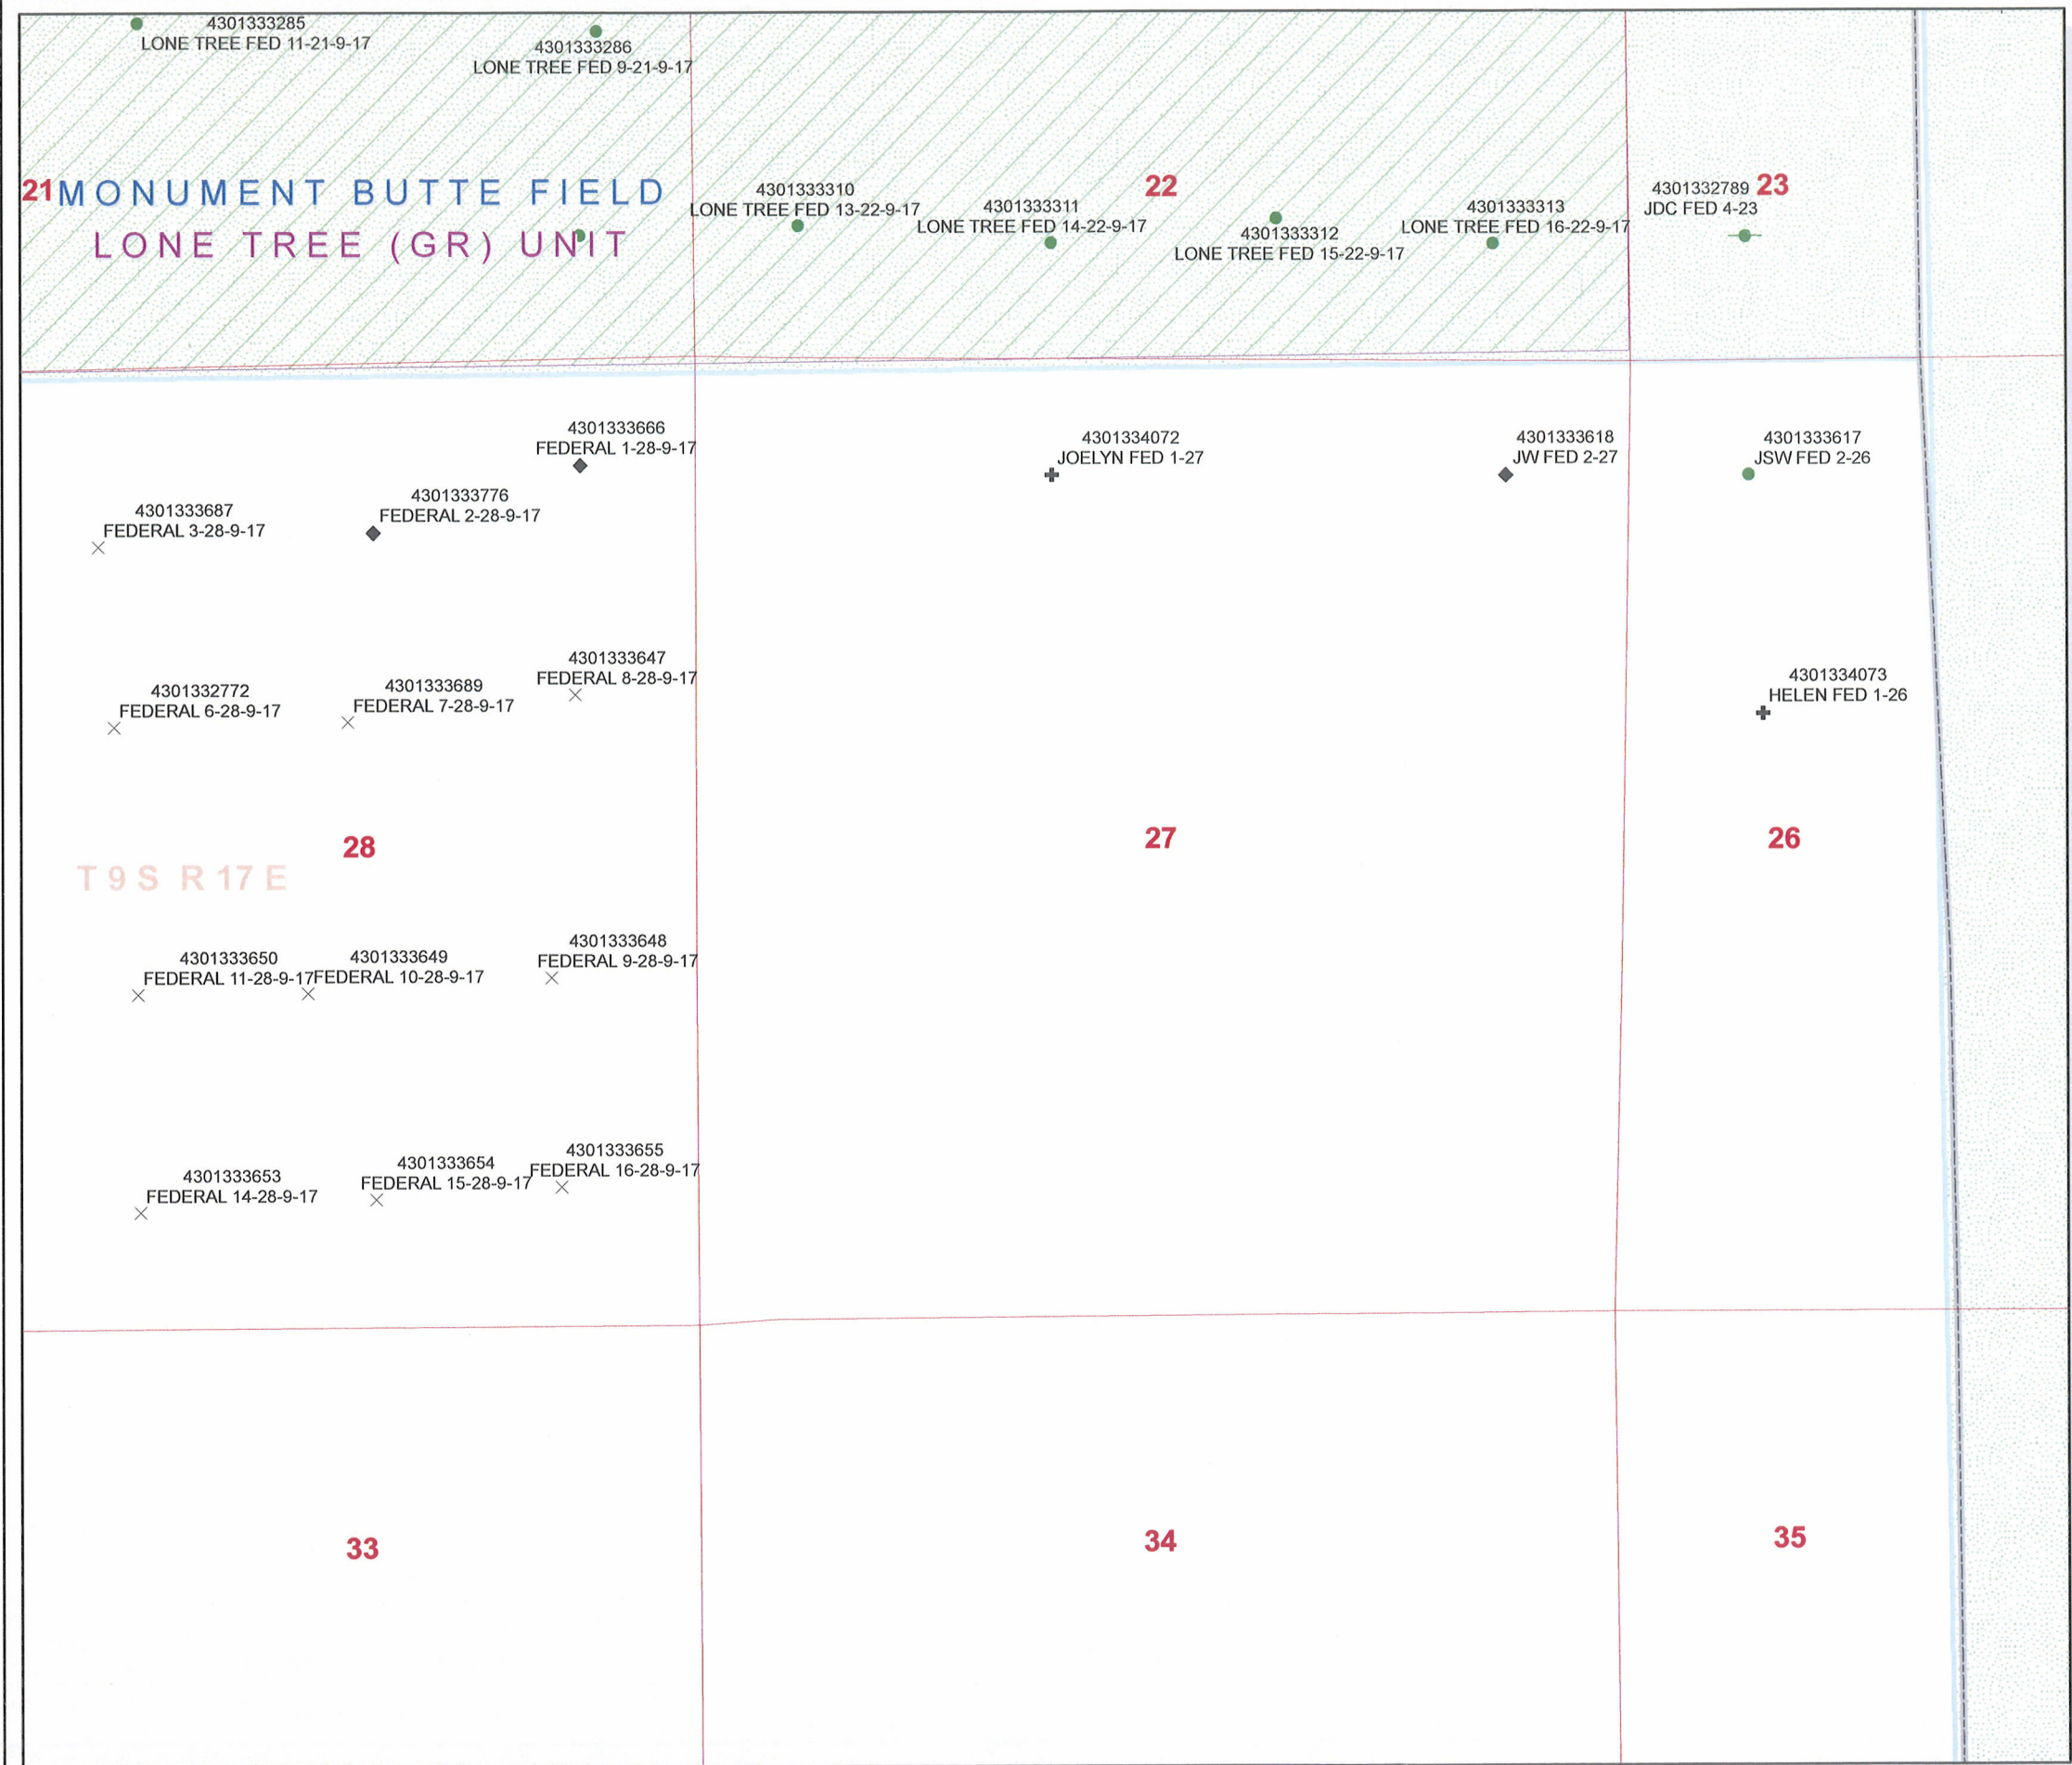 4301333285
LONE TREE FED 11-21-9-17
4301333286
LONE TREE FED 9-21-9-17
21
MONUMENT BUTTE FIELD
LONE TREE (GR) UNIT
4301333310
LONE TREE FED 13-22-9-17
4301333311
LONE TREE FED 14-22-9-17
22
4301333312
LONE TREE FED 15-22-9-17
4301333313
LONE TREE FED 16-22-9-17
4301332789
JDC FED 4-23
23
4301333666
FEDERAL 1-28-9-17
4301334072
JOELYN FED 1-27
4301333618
JW FED 2-27
4301333617
JSW FED 2-26
4301333687
FEDERAL 3-28-9-17
4301333776
FEDERAL 2-28-9-17
4301332772
FEDERAL 6-28-9-17
4301333689
FEDERAL 7-28-9-17
4301333647
FEDERAL 8-28-9-17
4301334073
HELEN FED 1-26
28
27
26
T9S R17E
4301333650
FEDERAL 11-28-9-17
4301333649
FEDERAL 10-28-9-17
4301333648
FEDERAL 9-28-9-17
4301333653
FEDERAL 14-28-9-17
4301333654
FEDERAL 15-28-9-17
4301333655
FEDERAL 16-28-9-17
33
34
35